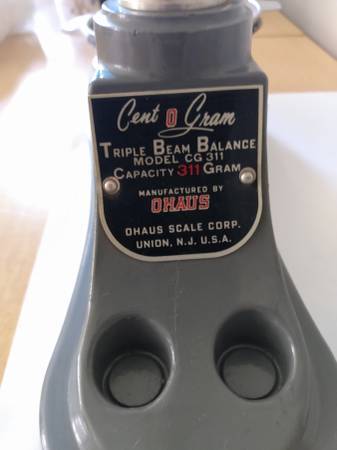 Cent O Gram
TRIPLE BEAM BALANCE
MODEL CG 311
CAPACITY 311 GRAM
MANUFACTURED BY
OHAUS
OHAUS SCALE CORP.
UNION, N.J. U.S.A.